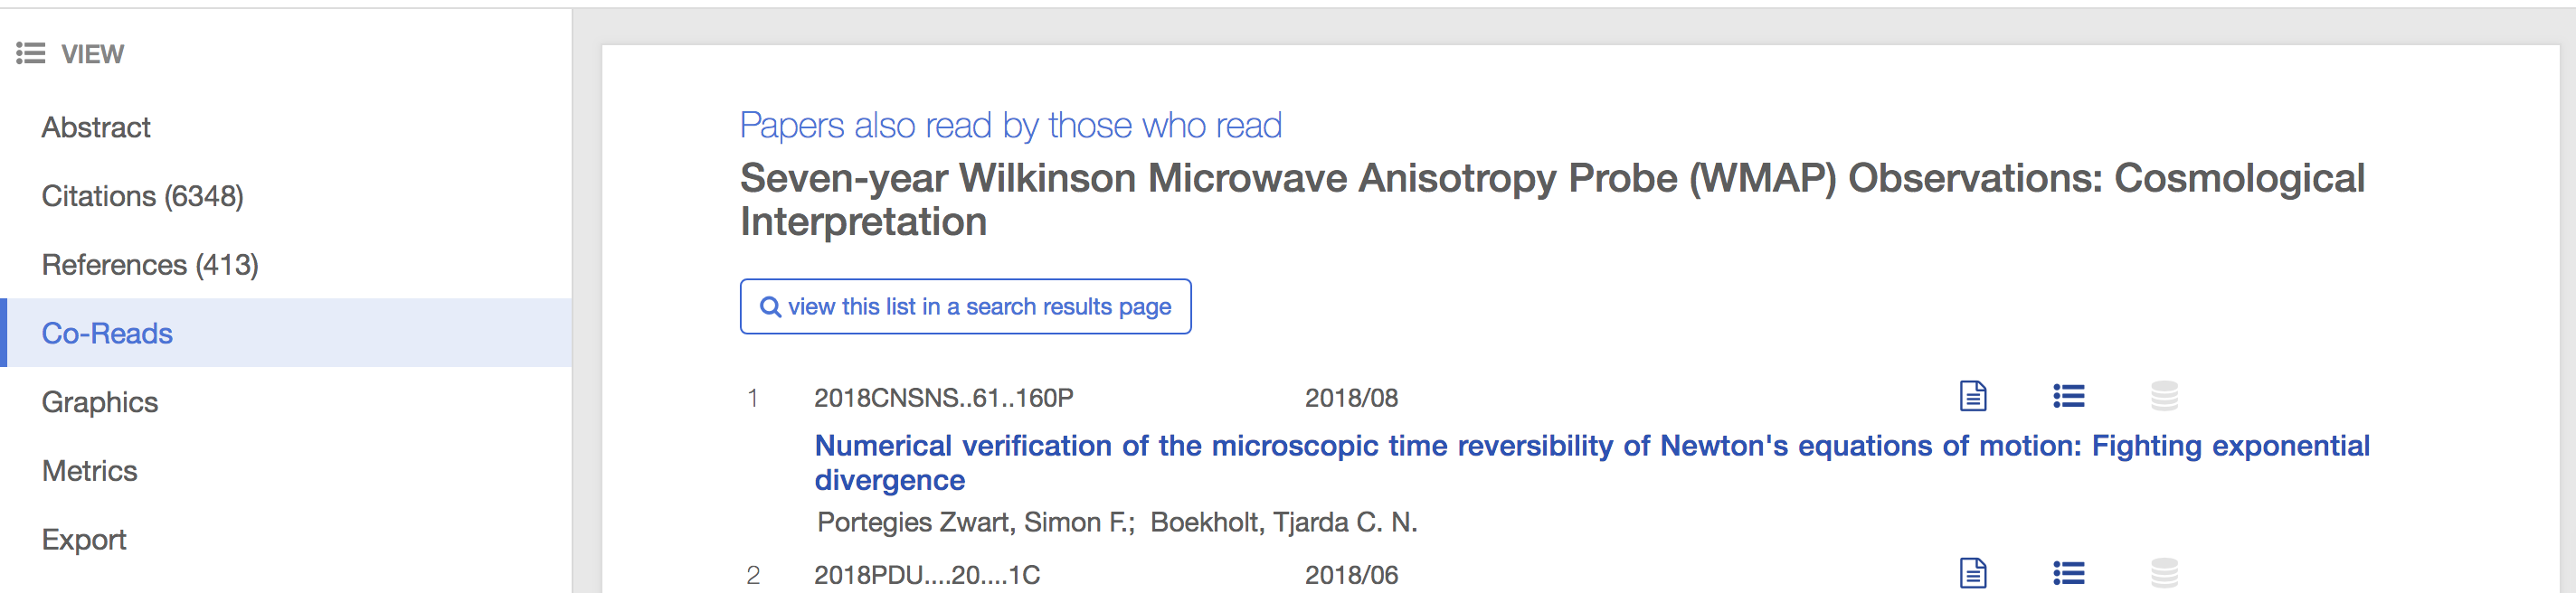 VIEW
Abstract
Citations (6348)
References (413)
Co-Reads
Graphics
Metrics
Export
Papers also read by those who read
Seven-year Wilkinson Microwave Anisotropy Probe (WMAP) Observations: Cosmological
Interpretation
view this list in a search results page
1 2018CNSNS..61..160P 2018/08
Numerical verification of the microscopic time reversibility of Newton's equations of motion: Fighting exponential
divergence
Portegies Zwart, Simon F.; Boekholt, Tjarda C. N.
2 2018PDU....20....1C 2018/06